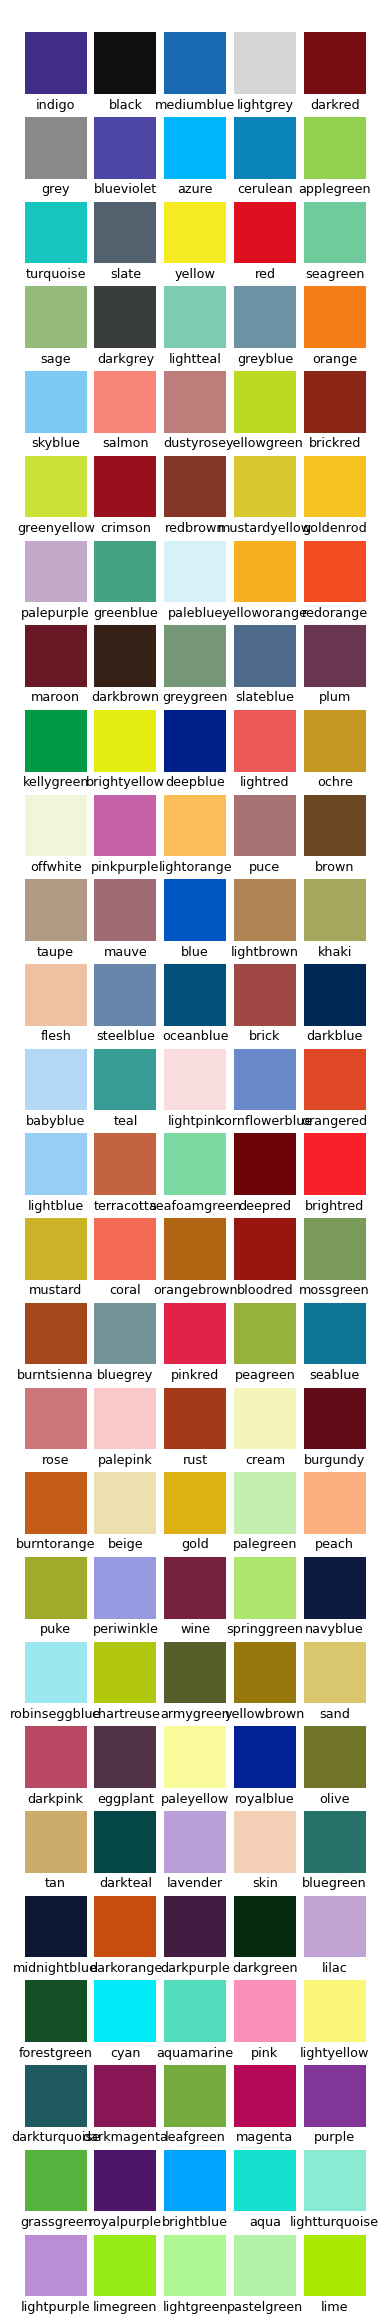 indigo black mediumblue lightgrey darkred
grey blueviolet azure cerulean applegreen
turquoise slate yellow red seagreen
sage darkgrey lightteal greyblue orange
skyblue salmon dustyrose yellowgreen brickred
greenyellow crimson redbrown mustardyellow goldenrod
palepurple greenblue paleblue yelloworange redorange
maroon darkbrown greygreen slateblue plum
kellygreen brightyellow deepblue lightred ochre
offwhite pinkpurple lightorange puce brown
taupe mauve blue lightbrown khaki
flesh steelblue oceanblue brick darkblue
babyblue teal lightpink cornflowerblue orangered
lightblue terracotta seafoamgreen deepred brightred
mustard coral orangebrown bloodred mossgreen
burntsienna bluegrey pinkred peagreen seablue
rose palepink rust cream burgundy
burntorange beige gold palegreen peach
puke periwinkle wine springgreen navyblue
robinseggblue chartreuse armygreen yellowbrown sand
darkpink eggplant paleyellow royalblue olive
tan darkteal lavender skin bluegreen
midnightblue darkorange darkpurple darkgreen lilac
forestgreen cyan aquamarine pink lightyellow
darkturquoise darkmagenta leafgreen magenta purple
grassgreen royalpurple brightblue aqua lightturquoise
lightpurple limegreen lightgreen pastelgreen lime